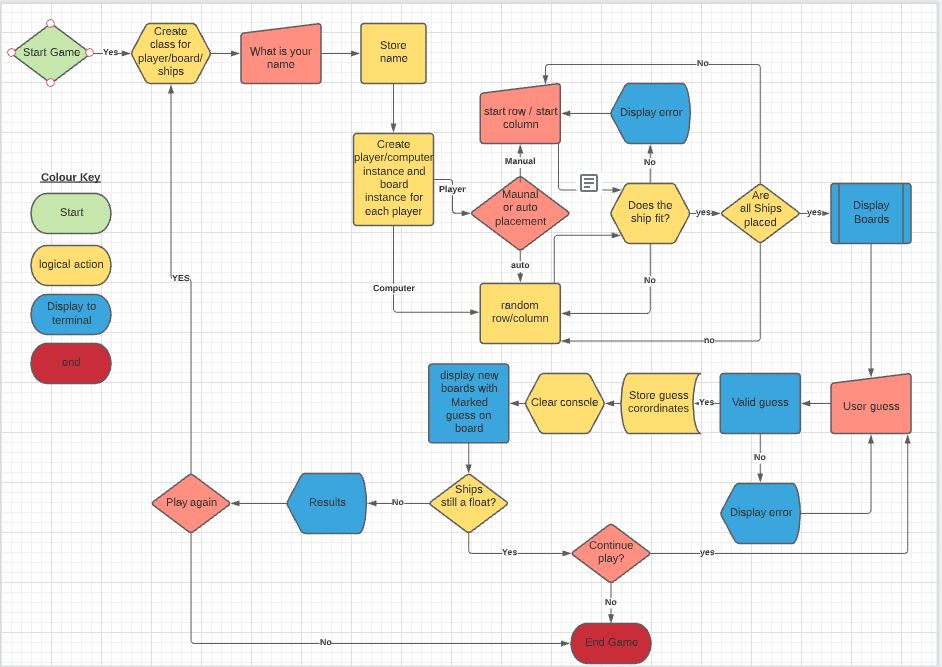 Start Game
Yes
Create
class for
player/board/
ships
What is your
name
Store
name
No
start row / start
column
Display error
Create
player/computer
instance and
board
instance for
each player
Player
Manual
Maunal
or auto
placement
No
Does the
ship fit?
yes
Are
all Ships
placed
yes
Display
Boards
Colour Key
Start
logical action
Display to
terminal
end
YES
Computer
auto
No
random
row/column
no
display new
boards with
Marked
guess on
board
Clear console
Store guess
corordinates
Yes
Valid guess
User guess
No
Display error
Play again
Results
No
Ships
still a float?
Yes
Continue
play?
yes
No
No
End Game